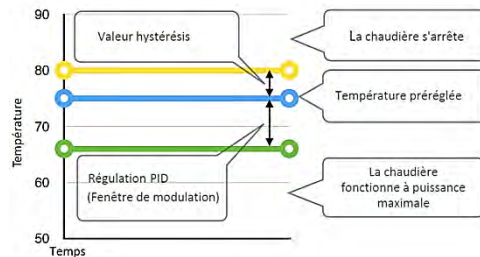 90
Valeur hystérésis
La chaudière s'arrête
80
Température préréglée
70
Température
Régulation PID
(Fenêtre de modulation)
60
La chaudière
fonctionne à puissance
maximale
50
Temps